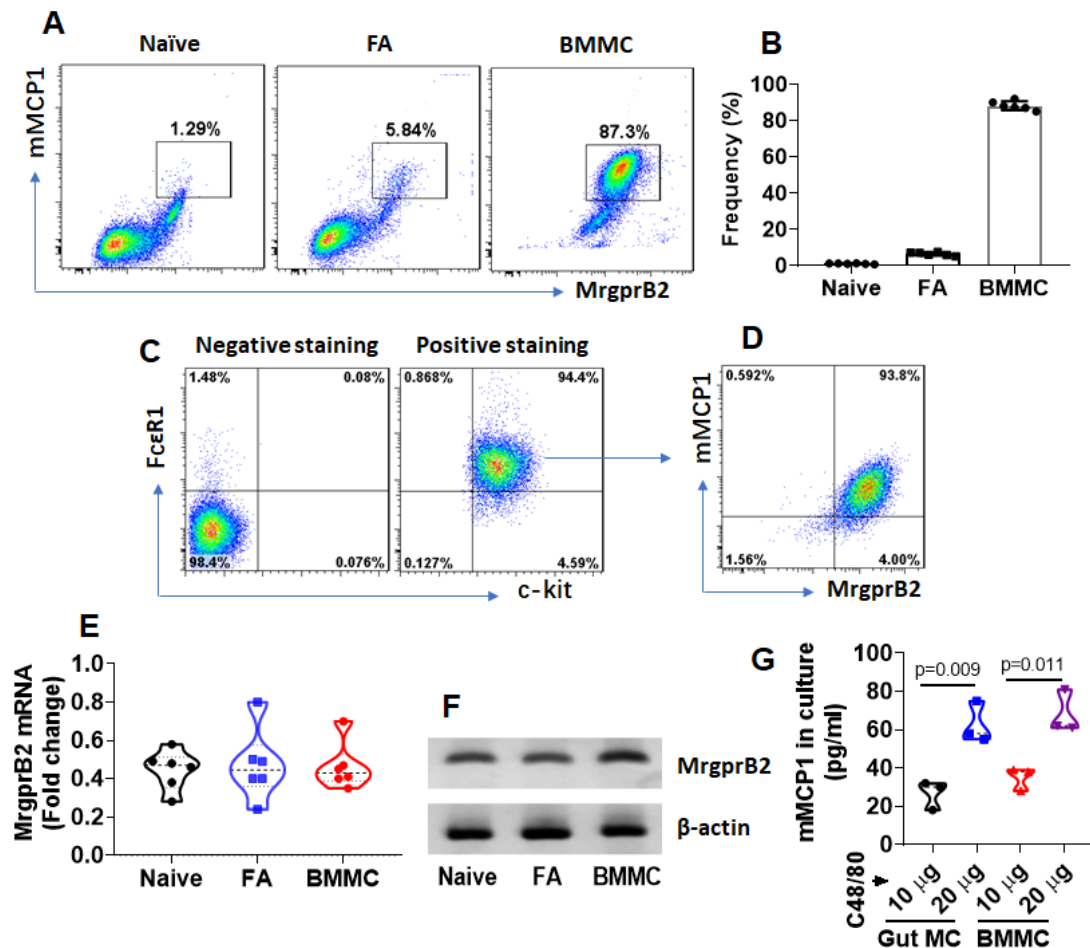 A
Naïve
FA
BMMC
mMCP1
1.29%
5.84%
87.3%
MrgprB2
B
Frequency (%)
100
80
60
40
20
0
Naive
FA
BMMC
C
Negative staining
Positive staining
FcεR1
1.48%
0.08%
98.4%
0.076%
0.868%
94.4%
0.127%
4.59%
c-kit
D
mMCP1
0.592%
93.8%
1.56%
4.00%
MrgprB2
E
MrgprB2 mRNA
(Fold change)
1.0
0.8
0.6
0.4
0.2
0.0
Naive
FA
BMMC
F
MrgprB2
β-actin
Naive
FA
BMMC
G
mMCP1 in culture
(pg/ml)
100
80
60
40
20
0
p=0.009
p=0.011
C48/80
10 μg
20 μg
10 μg
20 μg
Gut MC
BMMC